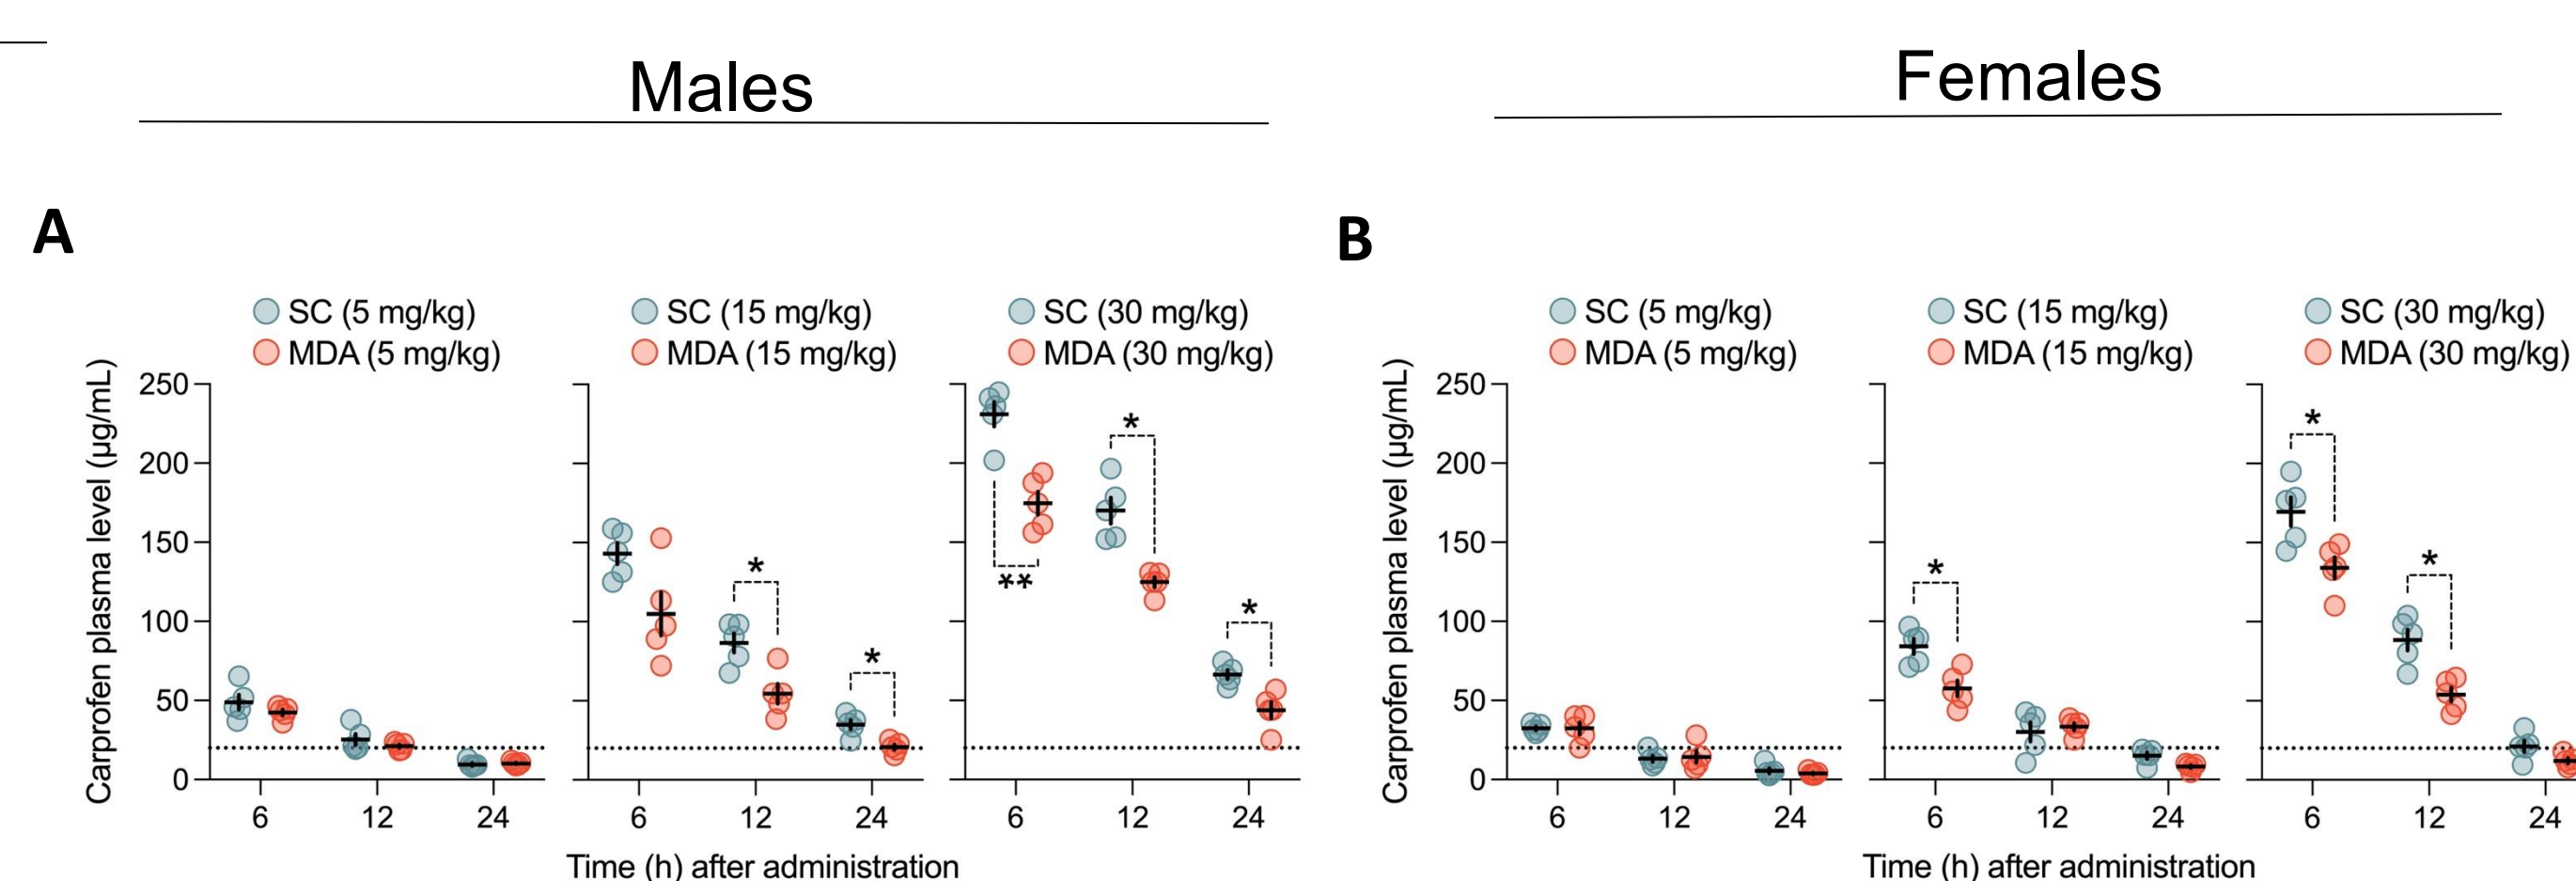 Males
Females
A
B
SC (5 mg/kg)
MDA (5 mg/kg)
SC (15 mg/kg)
MDA (15 mg/kg)
SC (30 mg/kg)
MDA (30 mg/kg)
Carprofen plasma level (µg/mL)
250
200
150
100
50
0
**
*
*
*
*
6 12 24
6 12 24
6 12 24
Time (h) after administration
SC (5 mg/kg)
MDA (5 mg/kg)
SC (15 mg/kg)
MDA (15 mg/kg)
SC (30 mg/kg)
MDA (30 mg/kg)
Carprofen plasma level (µg/mL)
250
200
150
100
50
0
*
*
*
6 12 24
6 12 24
6 12 24
Time (h) after administration